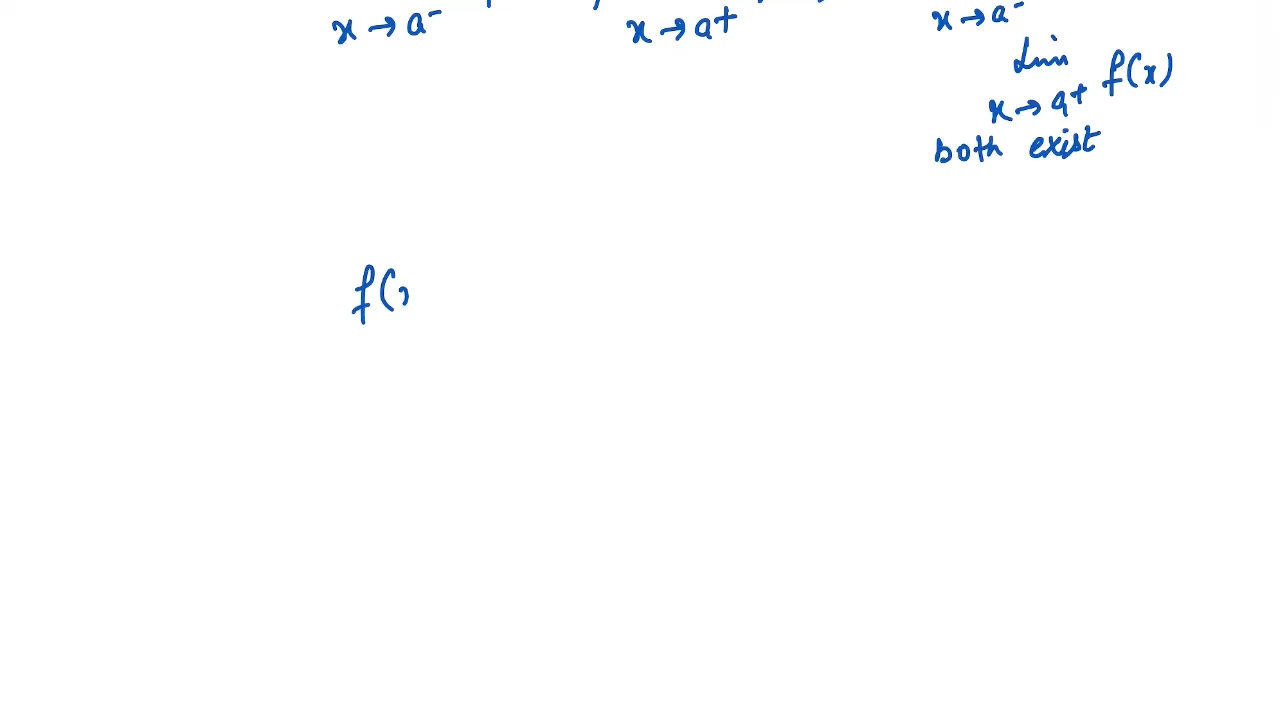 x → a⁻ x → a⁺ x → a⁻
Lim f(x)
x → a⁺
both exist
f(